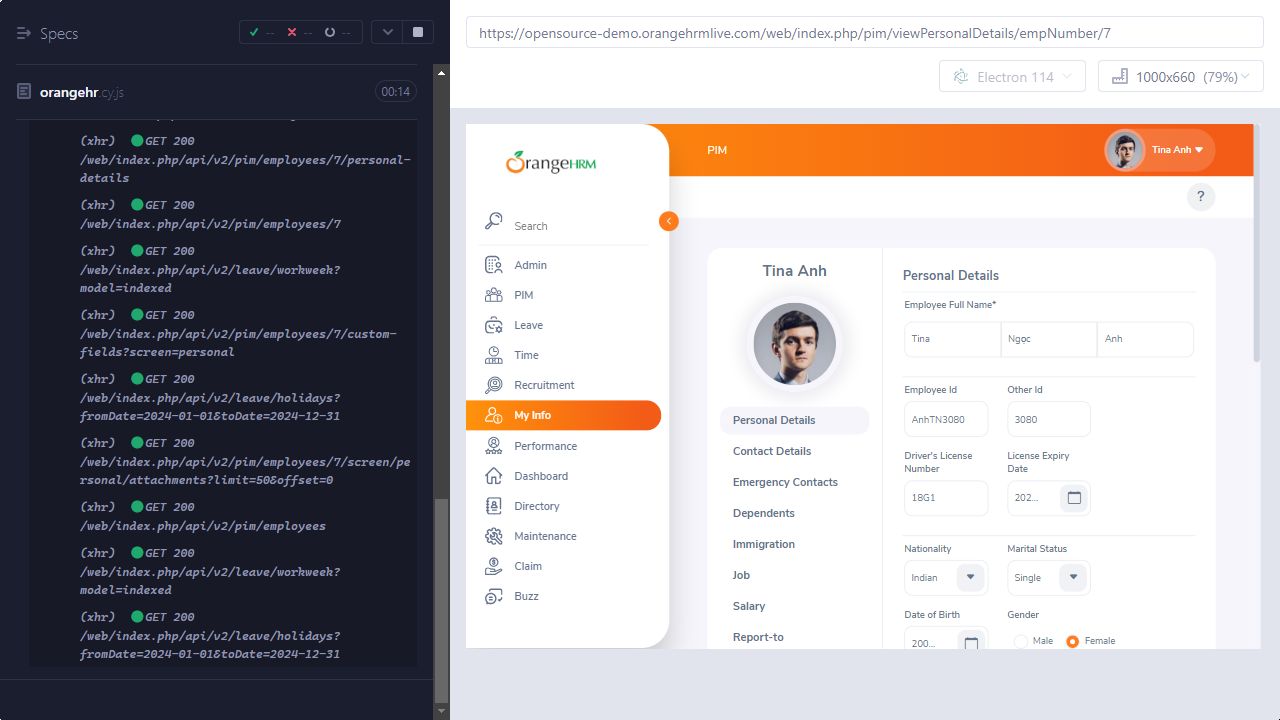 Specs
-- -- --
orangehr.cy.js
00:14
(xhr) GET 200
/web/index.php/api/v2/pim/employees/7/personal-
details
(xhr) GET 200
/web/index.php/api/v2/pim/employees/7
(xhr) GET 200
/web/index.php/api/v2/leave/workweek?
model=indexed
(xhr) GET 200
/web/index.php/api/v2/pim/employees/7/custom-
fields?screen=personal
(xhr) GET 200
/web/index.php/api/v2/leave/holidays?
fromDate=2024-01-01&toDate=2024-12-31
(xhr) GET 200
/web/index.php/api/v2/pim/employees/7/screen/pe
rsonal/attachments?limit=50&offset=0
(xhr) GET 200
/web/index.php/api/v2/pim/employees
(xhr) GET 200
/web/index.php/api/v2/leave/workweek?
model=indexed
(xhr) GET 200
/web/index.php/api/v2/leave/holidays?
fromDate=2024-01-01&toDate=2024-12-31
https://opensource-demo.orangehrmlive.com/web/index.php/pim/viewPersonalDetails/empNumber/7
Electron 114
1000x660 (79%)
OrangeHRM
Search
Admin
PIM
Leave
Time
Recruitment
My Info
Performance
Dashboard
Directory
Maintenance
Claim
Buzz
PIM
Tina Anh
?
Tina Anh
Personal Details
Contact Details
Emergency Contacts
Dependents
Immigration
Job
Salary
Report-to
Personal Details
Employee Full Name*
Tina Ngọc Anh
Employee Id Other Id
AnhTN3080 3080
Driver's License
Number
License Expiry
Date
18G1 202...
Nationality Marital Status
Indian Single
Date of Birth Gender
200... Male Female